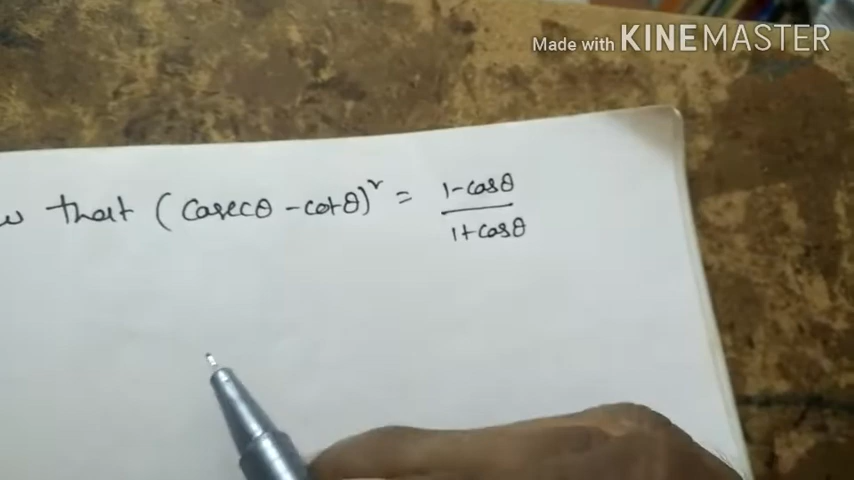 Made with KINEMASTER
w that (cosecθ - cotθ)² = 1-cosθ / 1+cosθ